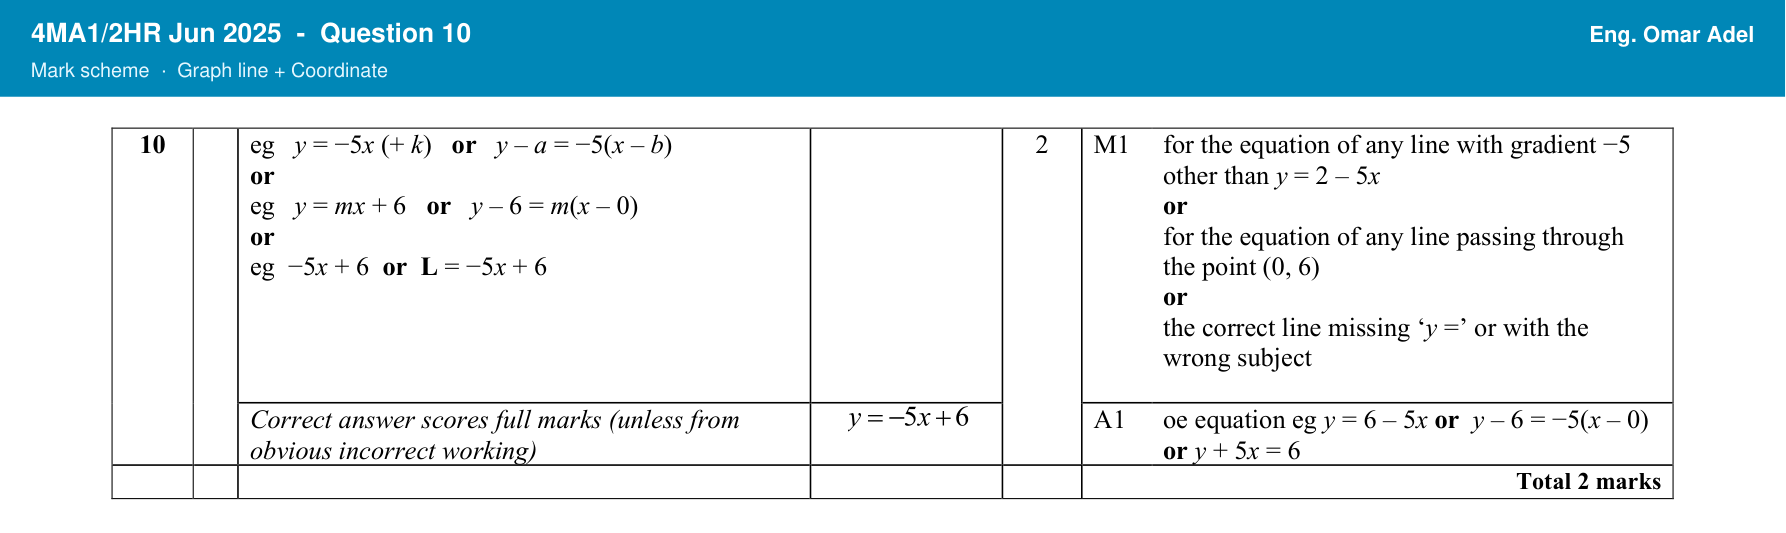 4MA1/2HR Jun 2025 - Question 10
Eng. Omar Adel
Mark scheme · Graph line + Coordinate
10 eg y = −5x (+ k) or y – a = −5(x – b) 2 M1 for the equation of any line with gradient −5
or other than y = 2 – 5x
eg y = mx + 6 or y – 6 = m(x – 0) or
or for the equation of any line passing through
eg −5x + 6 or L = −5x + 6 the point (0, 6)
or
the correct line missing ‘y =’ or with the
wrong subject
Correct answer scores full marks (unless from y = −5x + 6 A1 oe equation eg y = 6 – 5x or y – 6 = −5(x – 0)
obvious incorrect working) or y + 5x = 6
Total 2 marks